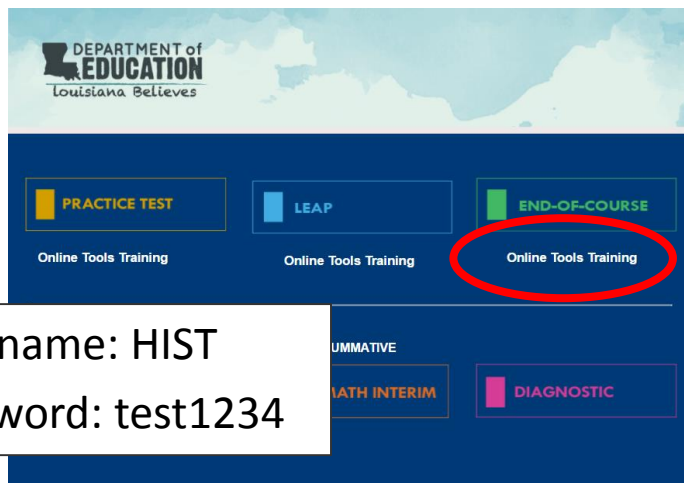 DEPARTMENT of
EDUCATION
Louisiana Believes
PRACTICE TEST
LEAP
END-OF-COURSE
Online Tools Training
Online Tools Training
Online Tools Training
UMMATIVE
name: HIST
word: test1234
ATH INTERIM
DIAGNOSTIC